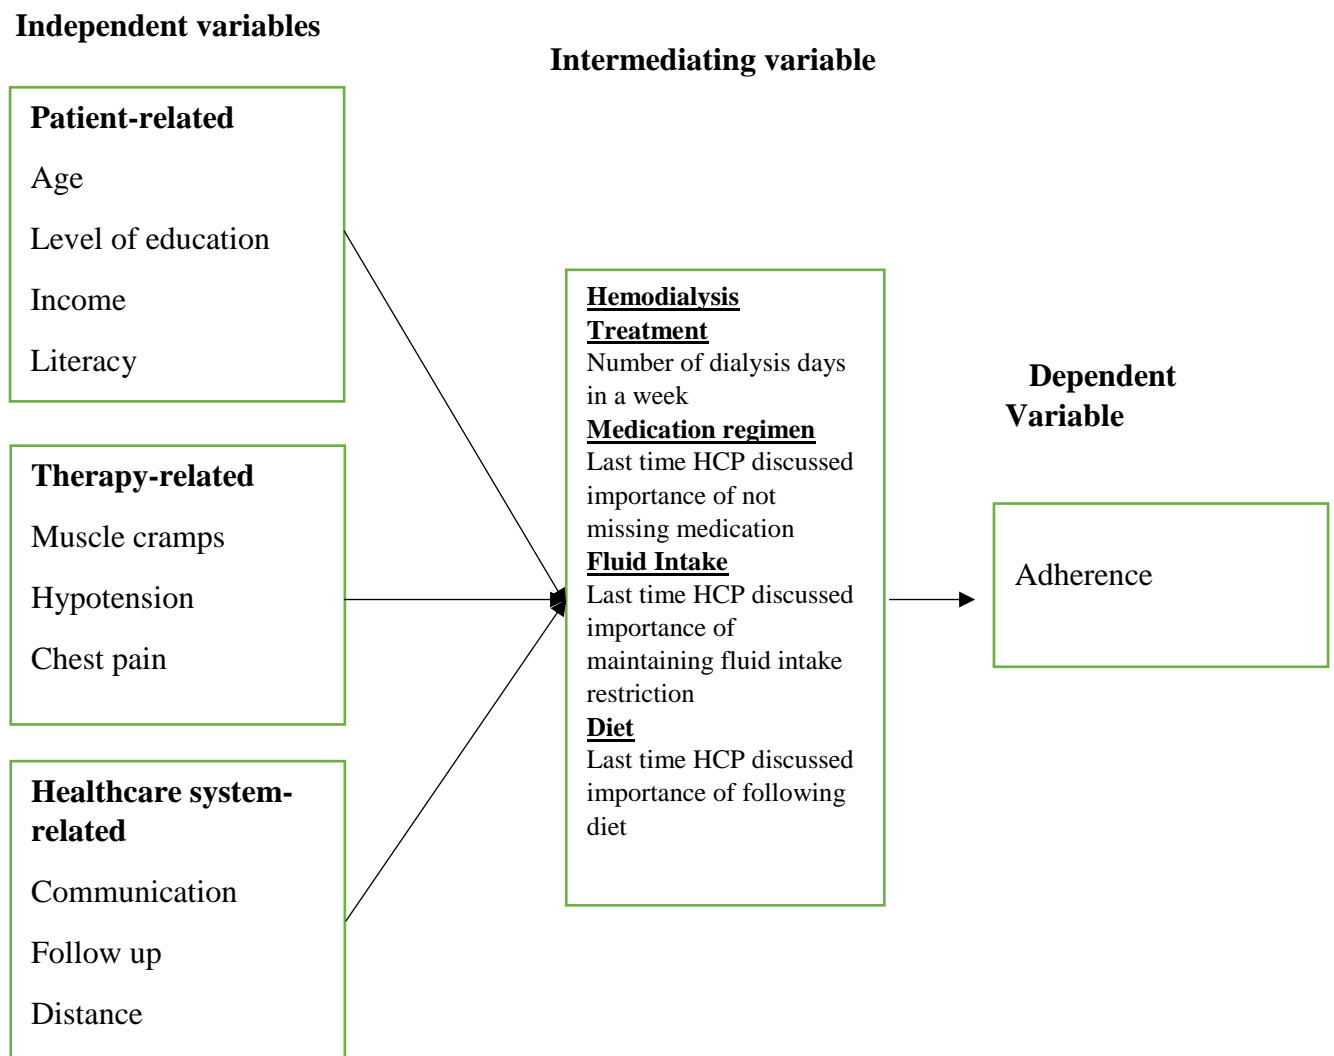 Independent variables
Intermediating variable
Patient-related
Age
Level of education
Income
Literacy
Therapy-related
Muscle cramps
Hypotension
Chest pain
Healthcare system-
related
Communication
Follow up
Distance
Hemodialysis
Treatment
Number of dialysis days
in a week
Medication regimen
Last time HCP discussed
importance of not
missing medication
Fluid Intake
Last time HCP discussed
importance of
maintaining fluid intake
restriction
Diet
Last time HCP discussed
importance of following
diet
Dependent
Variable
Adherence